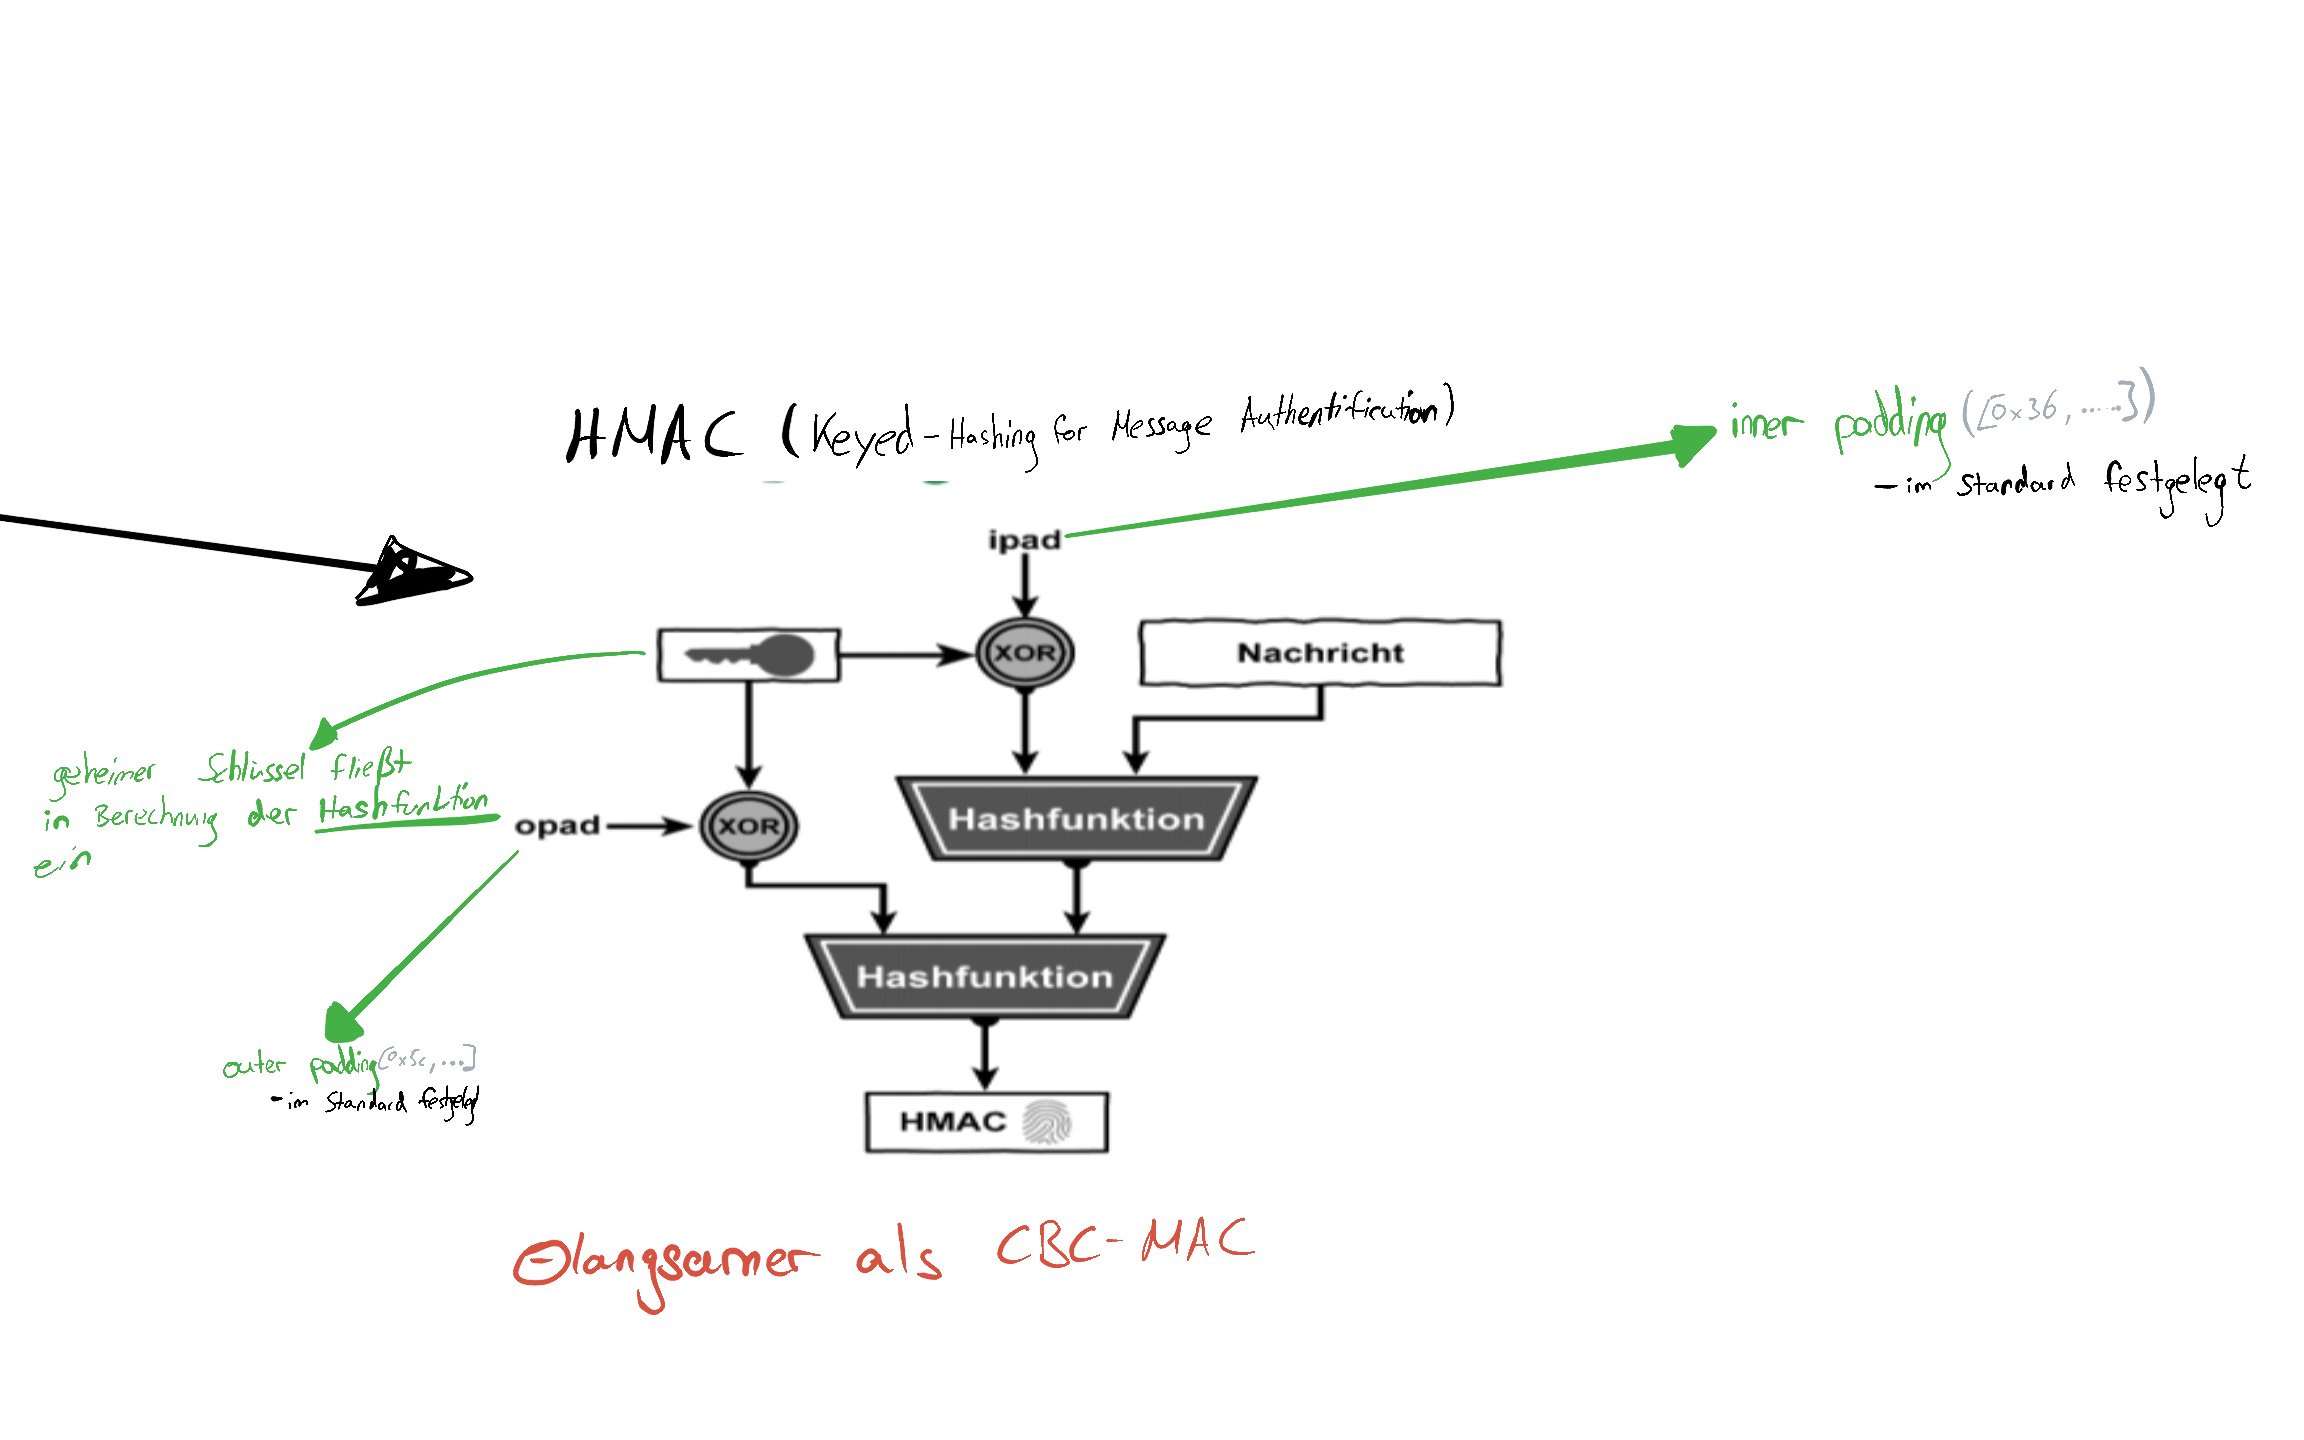 HMAC (Keyed-Hashing for Message Authentification)
inner padding ([0x36, .....])
- im Standard festgelegt
ipad
XOR
Nachricht
geheimer Schlüssel fließt
in Berechnung der Hashfunktion
ein
opad
XOR
Hashfunktion
Hashfunktion
outer padding [0x5c, ...]
- im Standard festgelegt
HMAC
⊖ langsamer als CBC-MAC